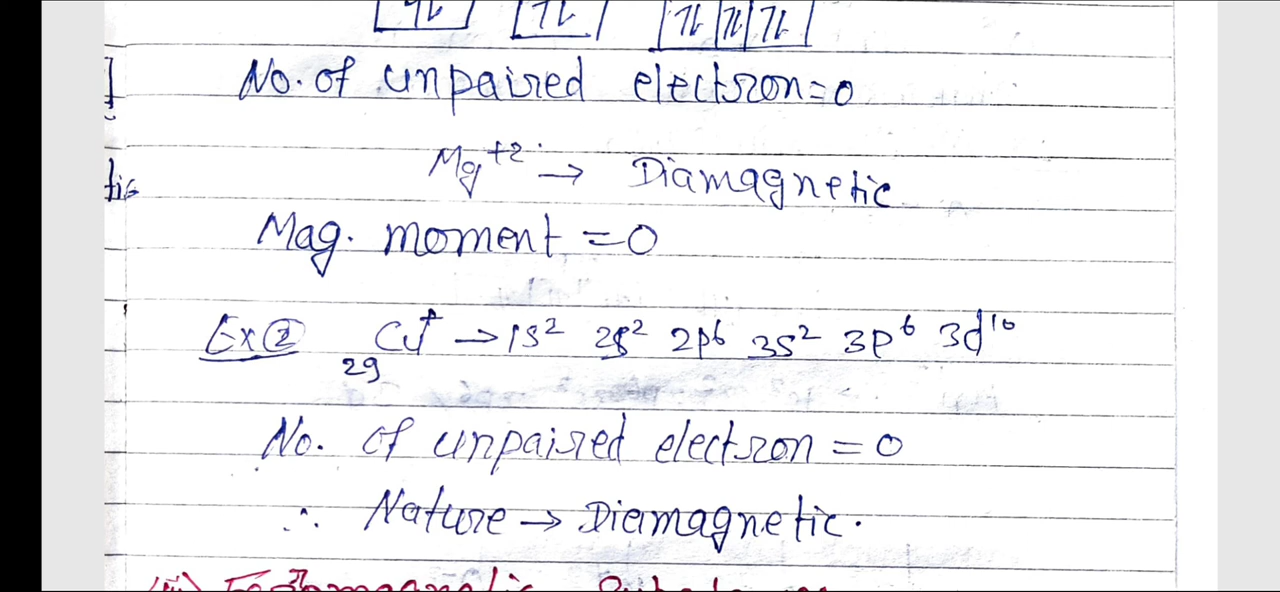 No. of unpaired electron = 0
tic
Mg+2 → Diamagnetic
Mag. moment = 0
Ex② 29Cu+ → 1s2 2s2 2p6 3s2 3p6 3d10
No. of unpaired electron = 0
∴ Nature → Diamagnetic.